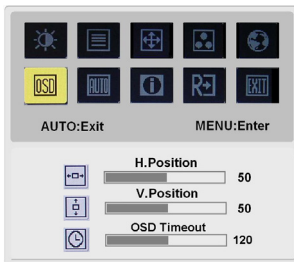 OSD AUTO R EXIT
AUTO:Exit MENU:Enter
H.Position
50
V.Position
50
OSD Timeout
120